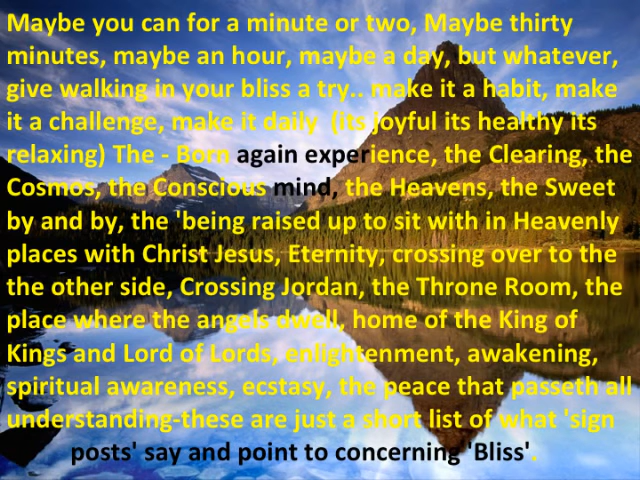 Maybe you can for a minute or two, Maybe thirty
minutes, maybe an hour, maybe a day, but whatever,
give walking in your bliss a try.. make it a habit, make
it a challenge, make it daily  (its joyful its healthy its
relaxing) The - Born again experience, the Clearing, the
Cosmos, the Conscious mind, the Heavens, the Sweet
by and by, the 'being raised up to sit with in Heavenly
places with Christ Jesus, Eternity, crossing over to the
the other side, Crossing Jordan, the Throne Room, the
place where the angels dwell, home of the King of
Kings and Lord of Lords, enlightenment, awakening,
spiritual awareness, ecstasy, the peace that passeth all
understanding-these are just a short list of what 'sign
posts' say and point to concerning 'Bliss'.